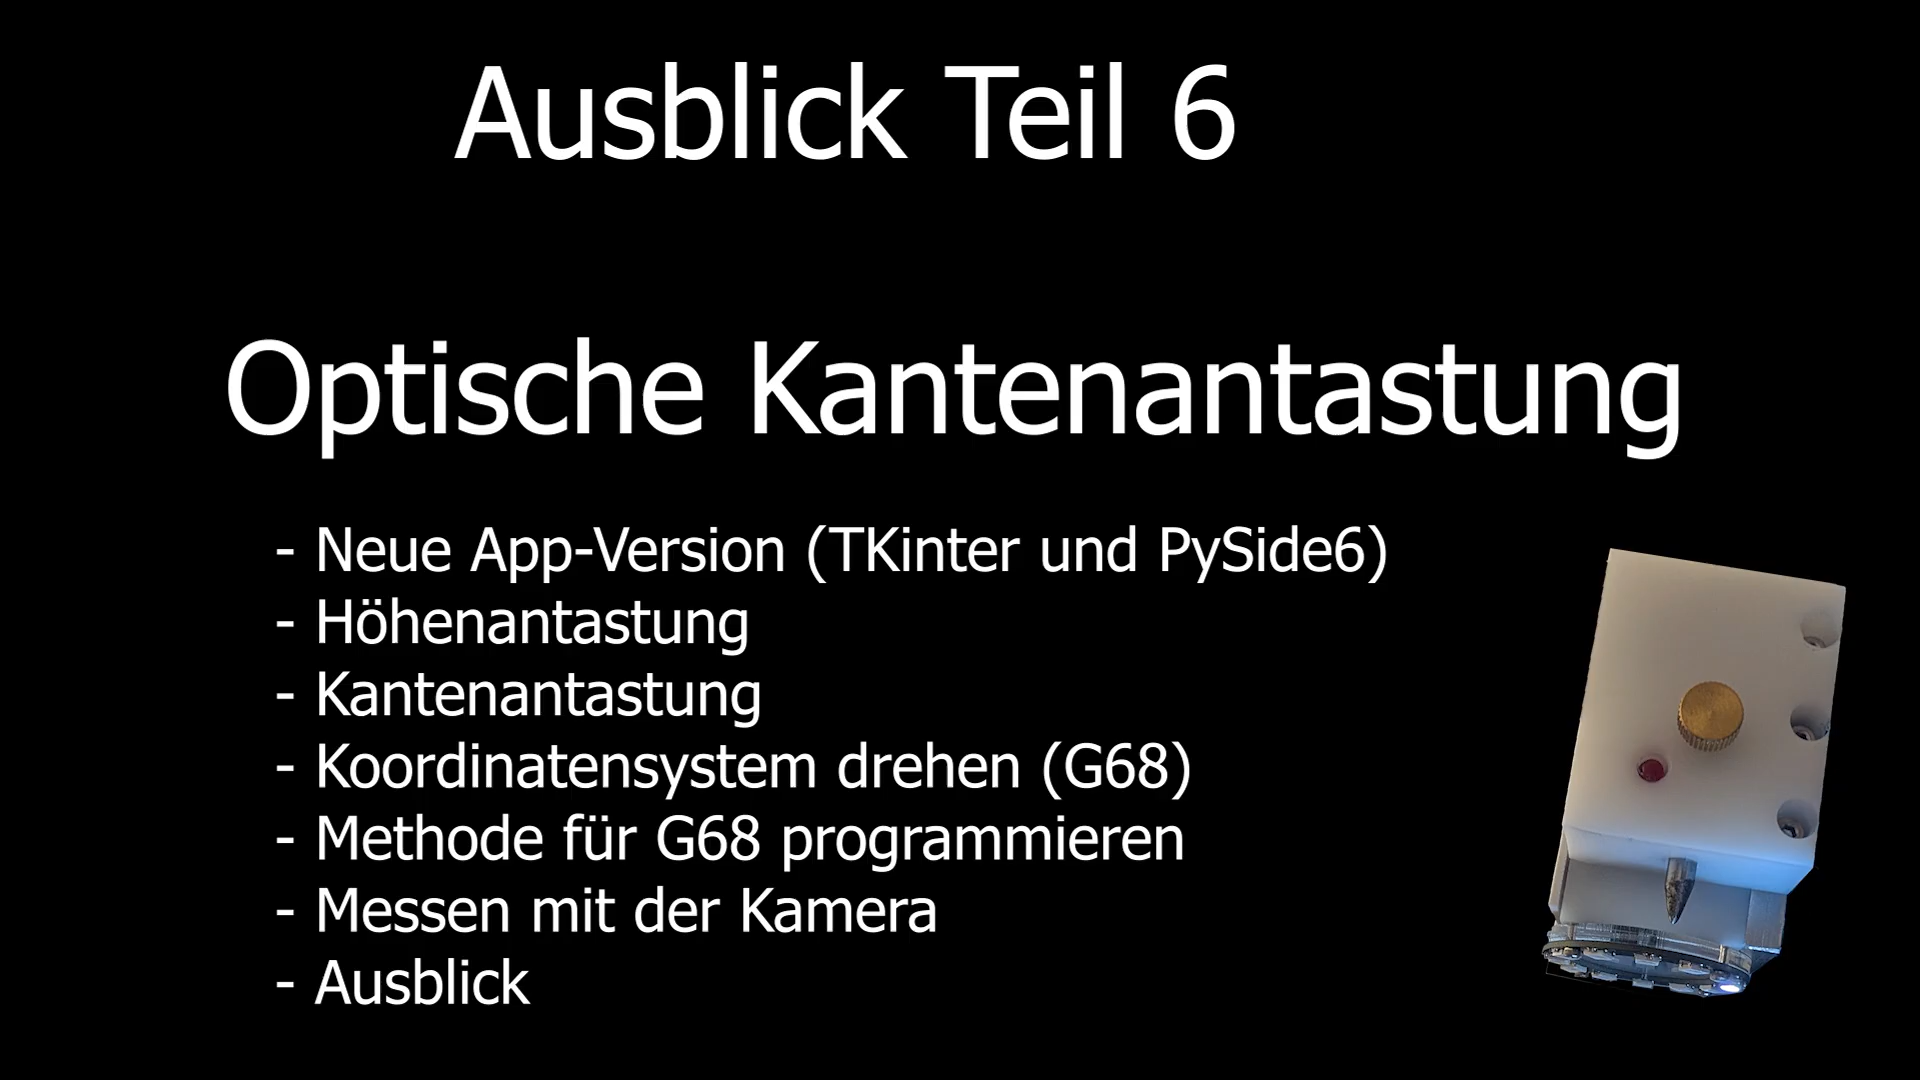 Ausblick Teil 6
Optische Kantenantastung
- Neue App-Version (TKinter und PySide6)
- Höhenantastung
- Kantenantastung
- Koordinatensystem drehen (G68)
- Methode für G68 programmieren
- Messen mit der Kamera
- Ausblick